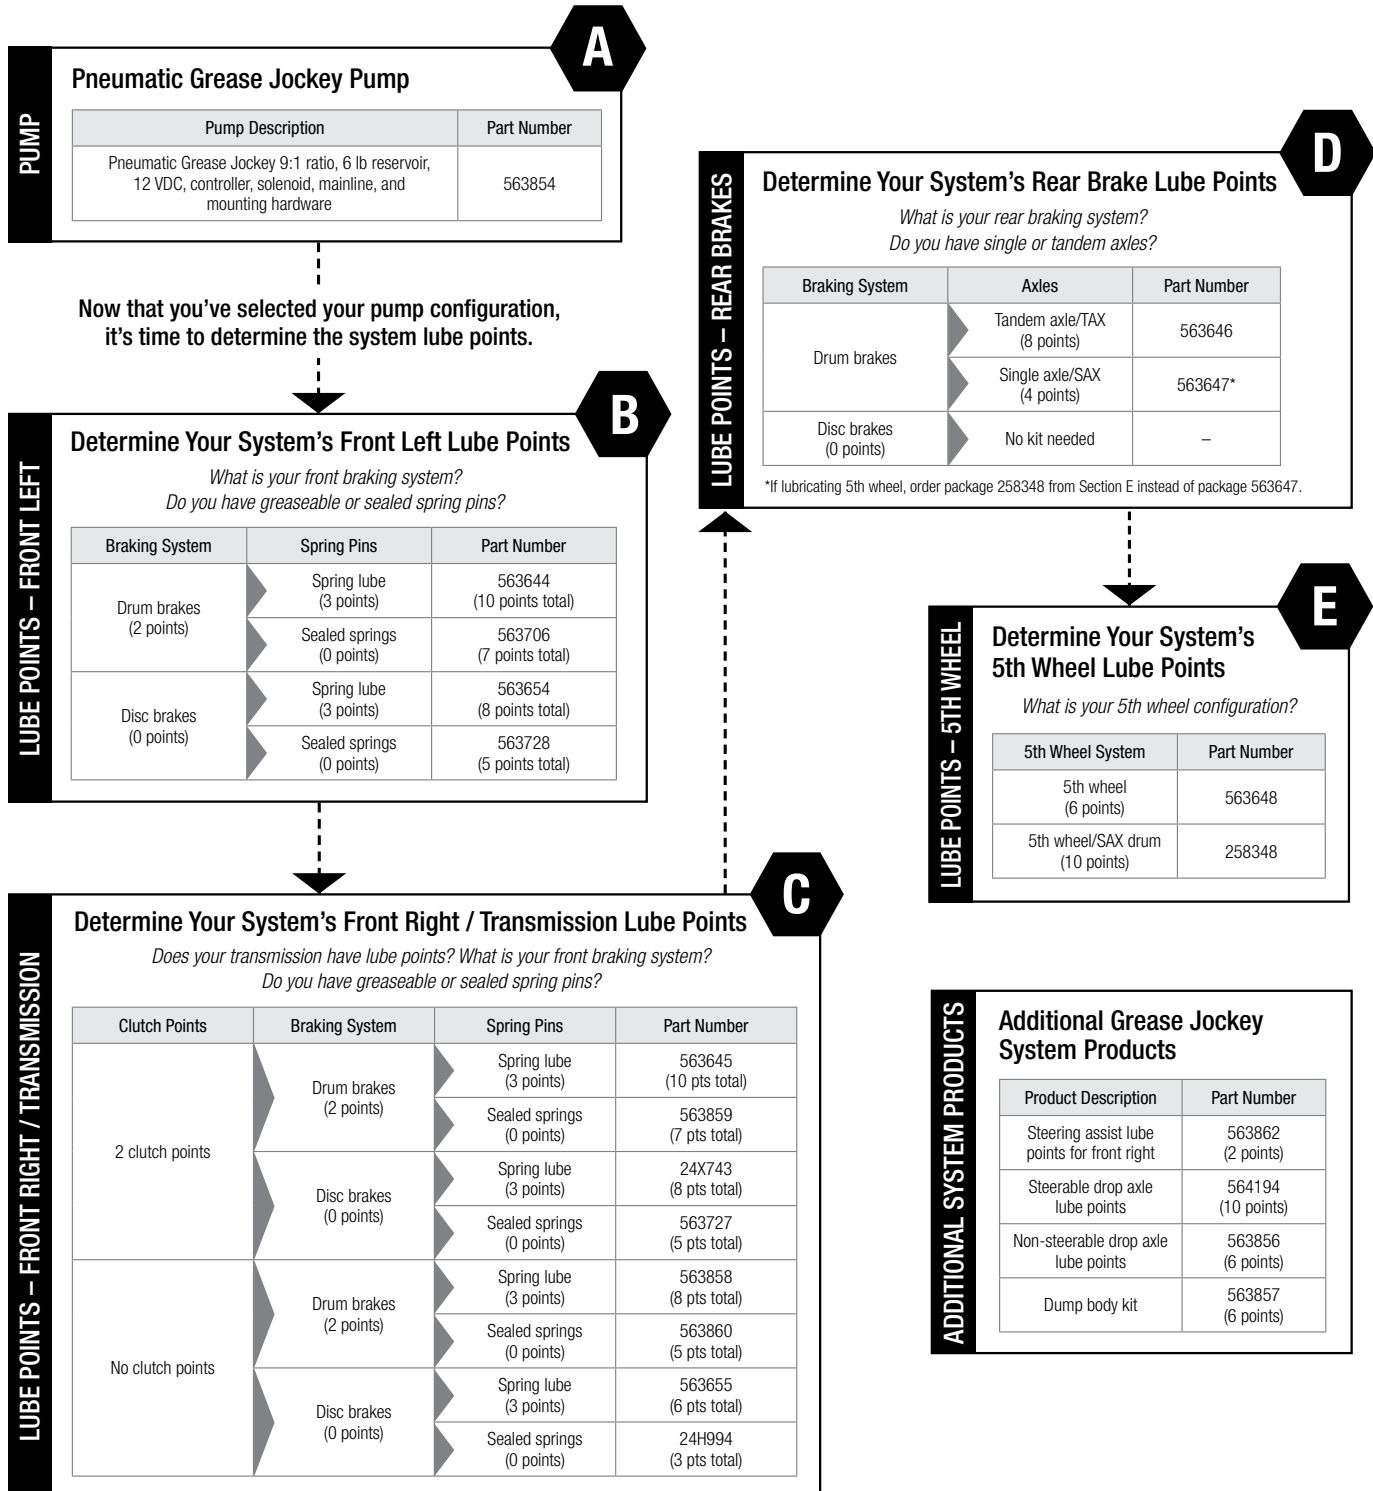 A
PUMP
Pneumatic Grease Jockey Pump
Pump Description Part Number
Pneumatic Grease Jockey 9:1 ratio, 6 lb reservoir,
12 VDC, controller, solenoid, mainline, and
mounting hardware
563854
Now that you’ve selected your pump configuration,
it’s time to determine the system lube points.
B
LUBE POINTS – FRONT LEFT
Determine Your System’s Front Left Lube Points
What is your front braking system?
Do you have greaseable or sealed spring pins?
Braking System Spring Pins Part Number
Drum brakes
(2 points)
Spring lube
(3 points)
563644
(10 points total)
Sealed springs
(0 points)
563706
(7 points total)
Disc brakes
(0 points)
Spring lube
(3 points)
563654
(8 points total)
Sealed springs
(0 points)
563728
(5 points total)
C
LUBE POINTS – FRONT RIGHT / TRANSMISSION
Determine Your System’s Front Right / Transmission Lube Points
Does your transmission have lube points? What is your front braking system?
Do you have greaseable or sealed spring pins?
Clutch Points Braking System Spring Pins Part Number
2 clutch points
Drum brakes
(2 points)
Spring lube
(3 points)
563645
(10 pts total)
Sealed springs
(0 points)
563859
(7 pts total)
Disc brakes
(0 points)
Spring lube
(3 points)
24X743
(8 pts total)
Sealed springs
(0 points)
563727
(5 pts total)
No clutch points
Drum brakes
(2 points)
Spring lube
(3 points)
563858
(8 pts total)
Sealed springs
(0 points)
563860
(5 pts total)
Disc brakes
(0 points)
Spring lube
(3 points)
563655
(6 pts total)
Sealed springs
(0 points)
24H994
(3 pts total)
D
LUBE POINTS – REAR BRAKES
Determine Your System’s Rear Brake Lube Points
What is your rear braking system?
Do you have single or tandem axles?
Braking System Axles Part Number
Drum brakes
Tandem axle/TAX
(8 points)
563646
Single axle/SAX
(4 points)
563647*
Disc brakes
(0 points)
No kit needed
–
*If lubricating 5th wheel, order package 258348 from Section E instead of package 563647.
E
LUBE POINTS – 5TH WHEEL
Determine Your System’s
5th Wheel Lube Points
What is your 5th wheel configuration?
5th Wheel System Part Number
5th wheel
(6 points)
563648
5th wheel/SAX drum
(10 points)
258348
ADDITIONAL SYSTEM PRODUCTS
Additional Grease Jockey
System Products
Product Description Part Number
Steering assist lube
points for front right
563862
(2 points)
Steerable drop axle
lube points
564194
(10 points)
Non-steerable drop axle
lube points
563856
(6 points)
Dump body kit
563857
(6 points)